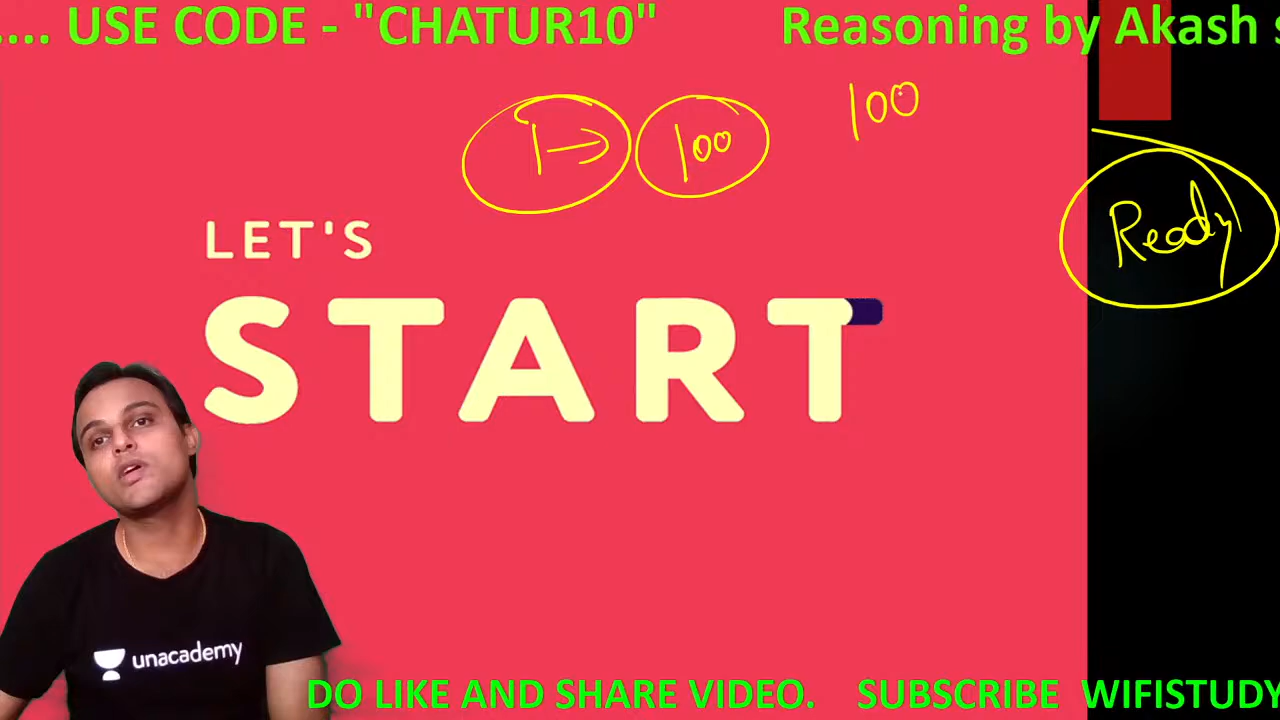 .... USE CODE - "CHATUR10" Reasoning by Akash s
100
1 → 100
Ready
LET'S
START
unacademy
DO LIKE AND SHARE VIDEO. SUBSCRIBE WIFISTUDY